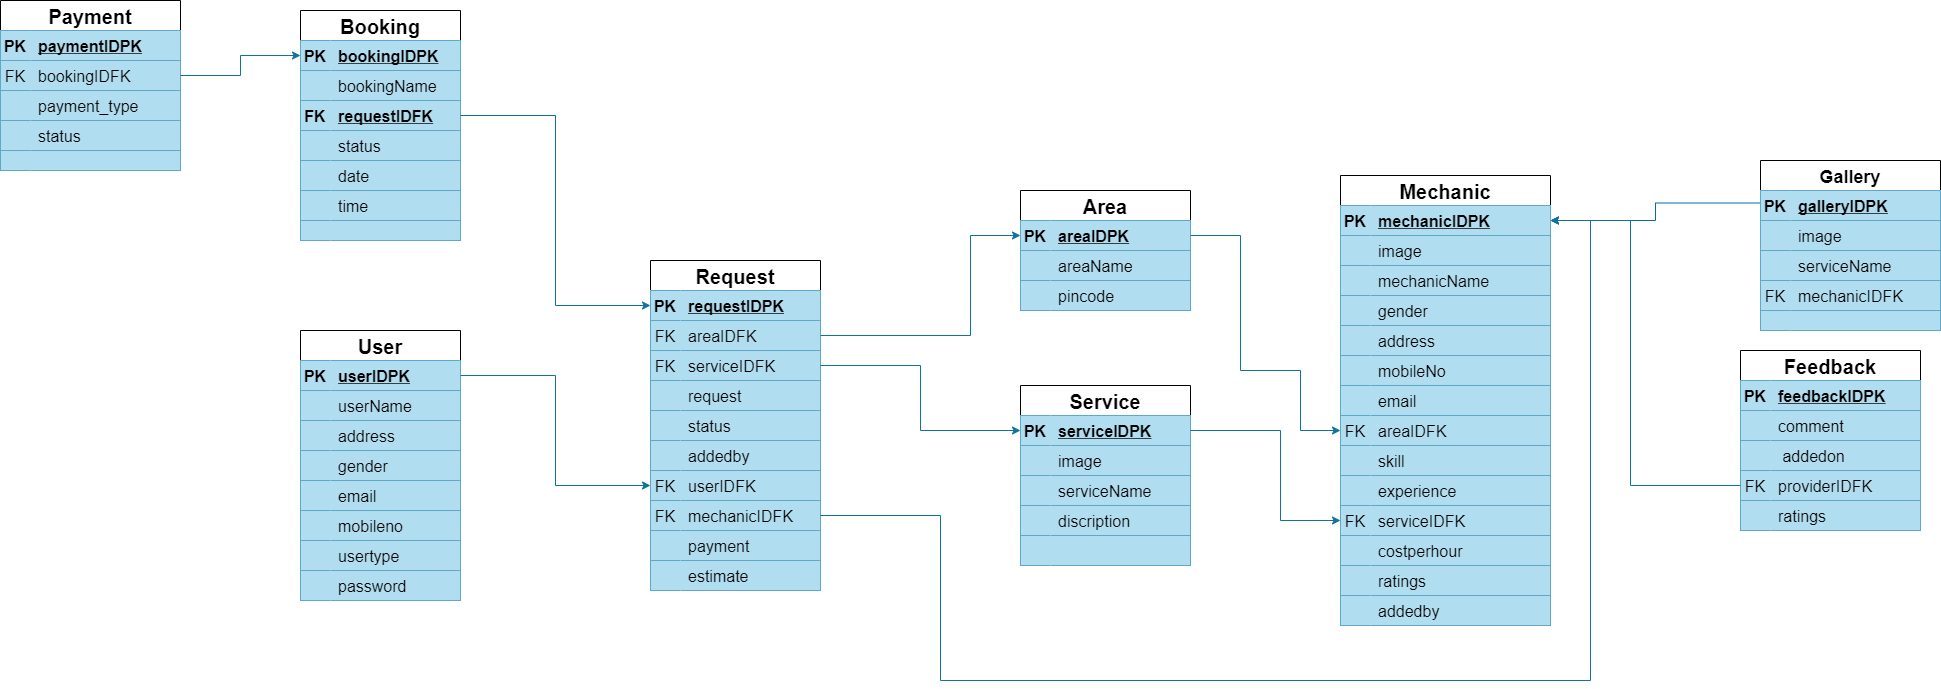 Payment
PK paymentIDPK
FK bookingIDFK
payment_type
status
Booking
PK bookingIDPK
bookingName
FK requestIDFK
status
date
time
User
PK userIDPK
userName
address
gender
email
mobileno
usertype
password
Request
PK requestIDPK
FK areaIDFK
FK serviceIDFK
request
status
addedby
FK userIDFK
FK mechanicIDFK
payment
estimate
Area
PK areaIDPK
areaName
pincode
Service
PK serviceIDPK
image
serviceName
discription
Mechanic
PK mechanicIDPK
image
mechanicName
gender
address
mobileNo
email
FK areaIDFK
skill
experience
FK serviceIDFK
costperhour
ratings
addedby
Gallery
PK galleryIDPK
image
serviceName
FK mechanicIDFK
Feedback
PK feedbackIDPK
comment
addedon
FK providerIDFK
ratings